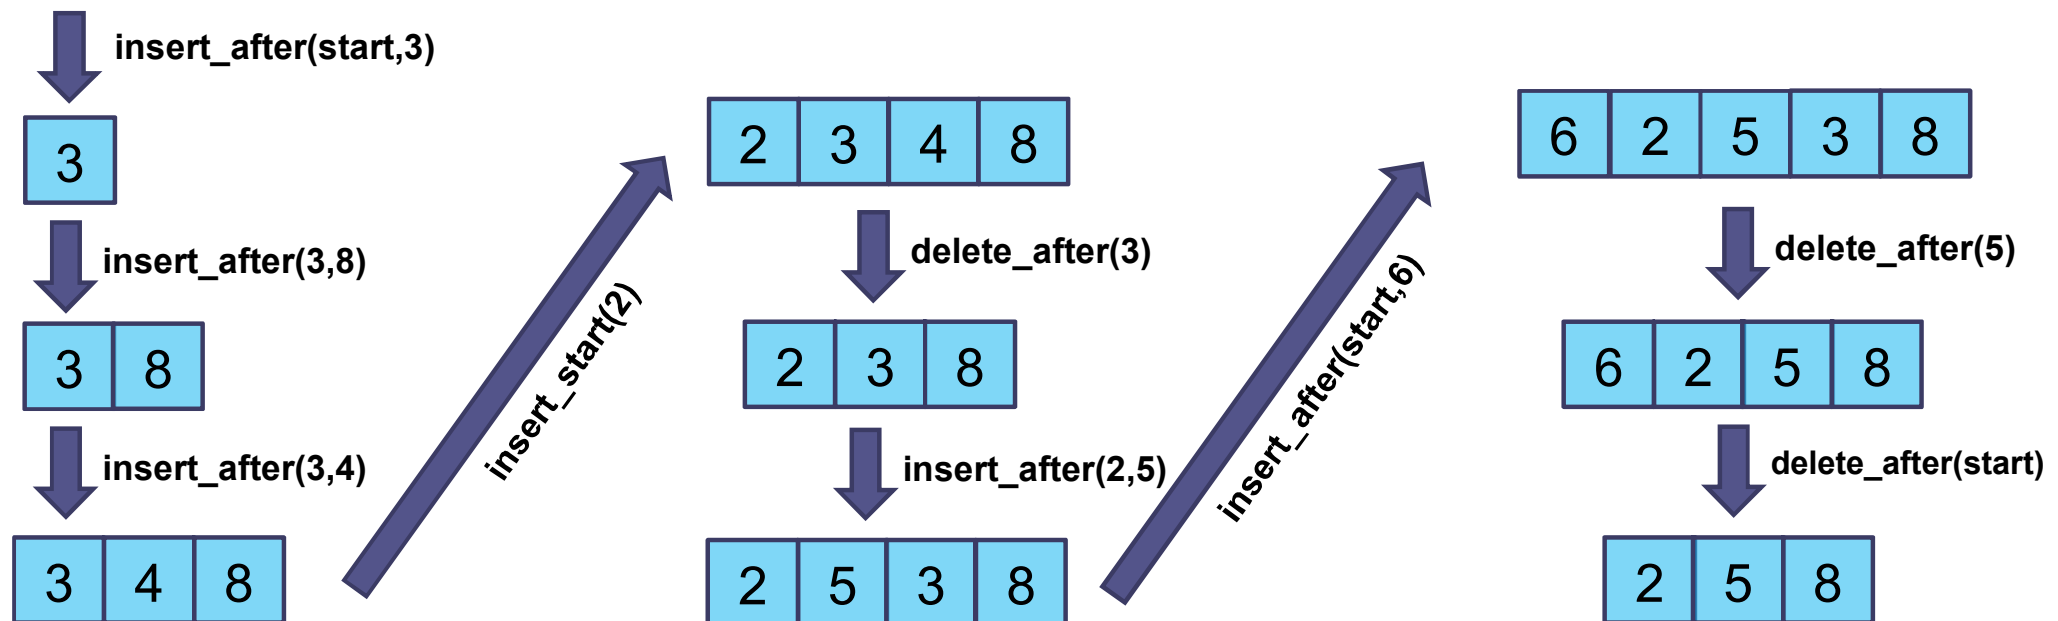 insert_after(start,3)
3
insert_after(3,8)
3 8
insert_after(3,4)
3 4 8
insert_start(2)
2 3 4 8
delete_after(3)
2 3 8
insert_after(2,5)
2 5 3 8
insert_after(start,6)
6 2 5 3 8
delete_after(5)
6 2 5 8
delete_after(start)
2 5 8